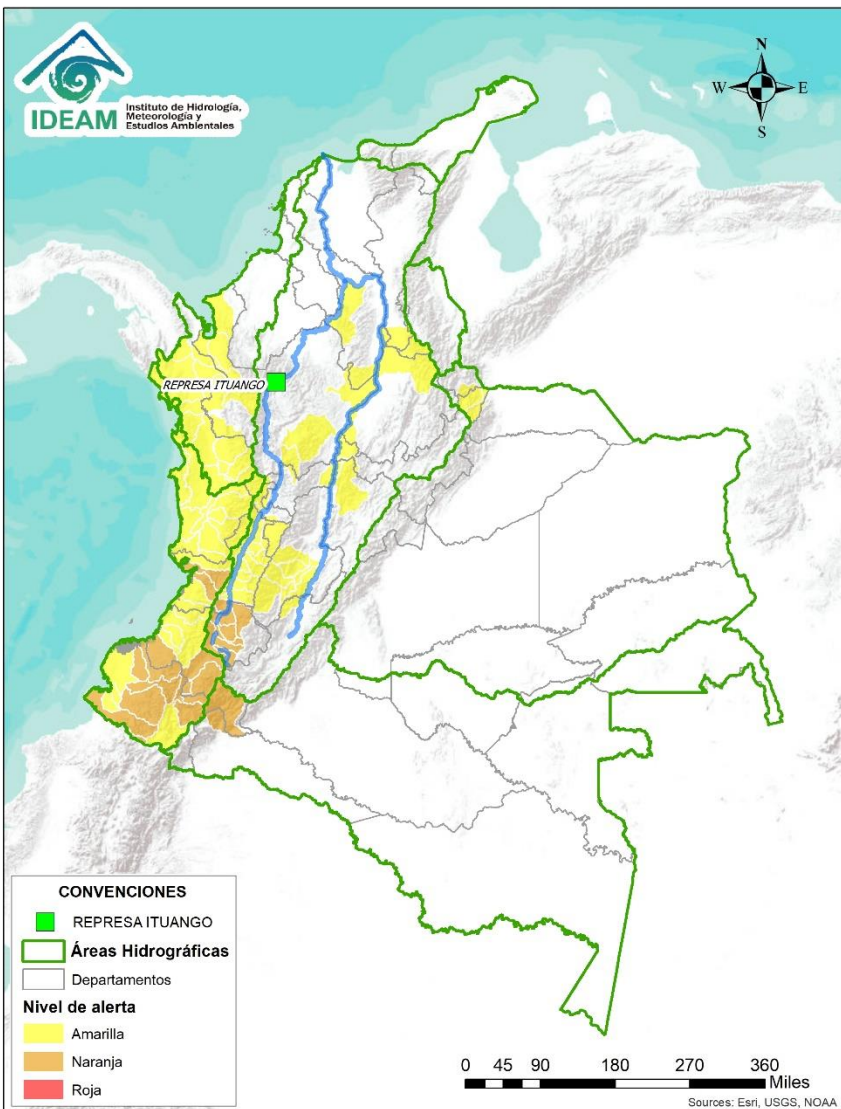 IDEAM
Instituto de Hidrología,
Meteorología y
Estudios Ambientales
N
W
E
S
REPRESA ITUANGO
CONVENCIONES
REPRESA ITUANGO
Áreas Hidrográficas
Departamentos
Nivel de alerta
Amarilla
Naranja
Roja
0 45 90 180 270 360
Miles
Sources: Esri, USGS, NOAA